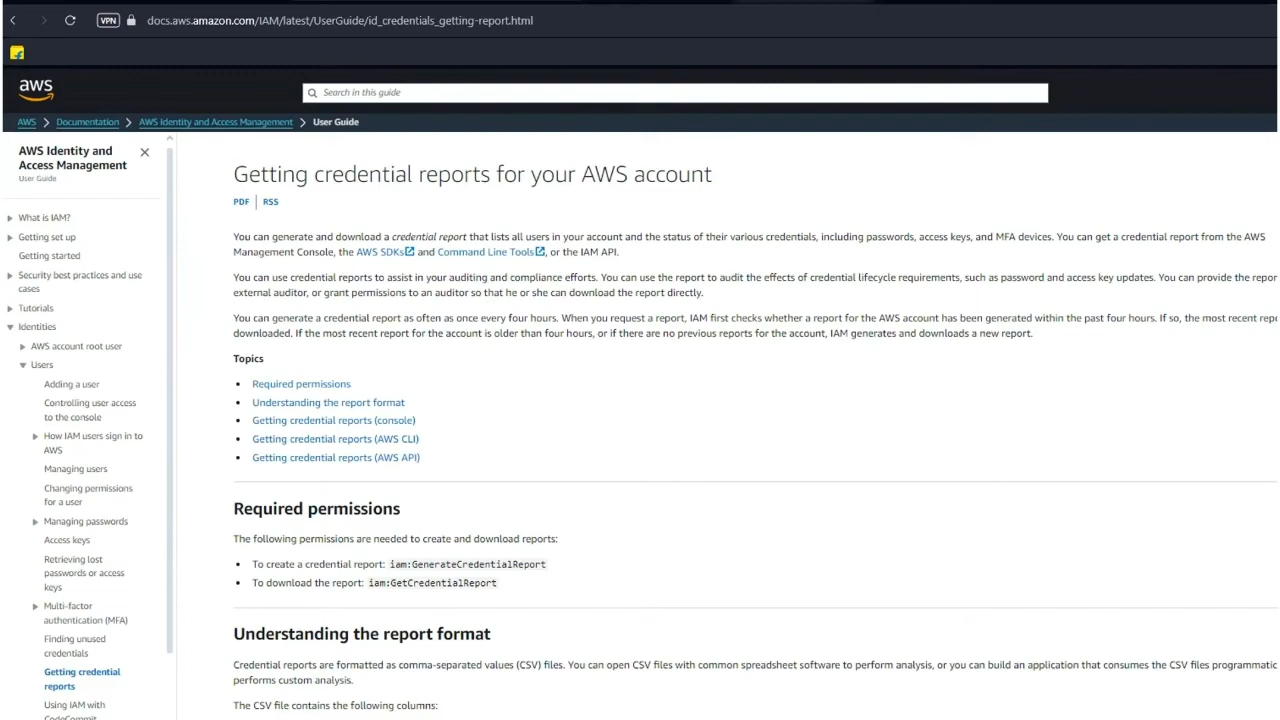 VPN
docs.aws.amazon.com/IAM/latest/UserGuide/id_credentials_getting-report.html
aws
Search in this guide
AWS > Documentation > AWS Identity and Access Management > User Guide
AWS Identity and
Access Management
User Guide
What is IAM?
Getting set up
Getting started
Security best practices and use
cases
Tutorials
Identities
AWS account root user
Users
Adding a user
Controlling user access
to the console
How IAM users sign in to
AWS
Managing users
Changing permissions
for a user
Managing passwords
Access keys
Retrieving lost
passwords or access
keys
Multi-factor
authentication (MFA)
Finding unused
credentials
Getting credential
reports
Using IAM with
CodeCommit
Getting credential reports for your AWS account
PDF | RSS
You can generate and download a credential report that lists all users in your account and the status of their various credentials, including passwords, access keys, and MFA devices. You can get a credential report from the AWS
Management Console, the AWS SDKs and Command Line Tools, or the IAM API.
You can use credential reports to assist in your auditing and compliance efforts. You can use the report to audit the effects of credential lifecycle requirements, such as password and access key updates. You can provide the repor
external auditor, or grant permissions to an auditor so that he or she can download the report directly.
You can generate a credential report as often as once every four hours. When you request a report, IAM first checks whether a report for the AWS account has been generated within the past four hours. If so, the most recent repo
downloaded. If the most recent report for the account is older than four hours, or if there are no previous reports for the account, IAM generates and downloads a new report.
Topics
• Required permissions
• Understanding the report format
• Getting credential reports (console)
• Getting credential reports (AWS CLI)
• Getting credential reports (AWS API)
Required permissions
The following permissions are needed to create and download reports:
• To create a credential report: iam:GenerateCredentialReport
• To download the report: iam:GetCredentialReport
Understanding the report format
Credential reports are formatted as comma-separated values (CSV) files. You can open CSV files with common spreadsheet software to perform analysis, or you can build an application that consumes the CSV files programmatic
performs custom analysis.
The CSV file contains the following columns: